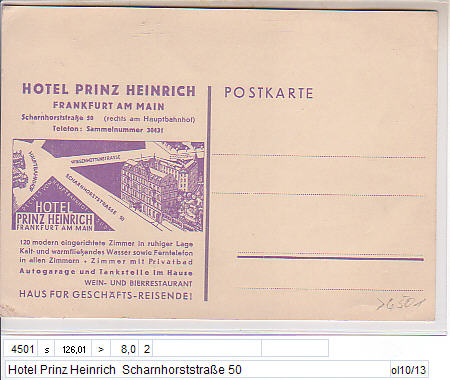 HOTEL PRINZ HEINRICH
FRANKFURT AM MAIN
Scharnhorststraße 50 (rechts am Hauptbahnhof)
Telefon: Sammelnummer 30431
POSTKARTE
HAUPTBAHNHOF
SCHARNHORSTSTRASSE 50
HOTEL
PRINZ HEINRICH
FRANKFURT AM MAIN
120 modern eingerichtete Zimmer in ruhiger Lage
Kalt- und warmfließendes Wasser sowie Ferntelefon
in allen Zimmern • Zimmer mit Privatbad
Autogarage und Tankstelle im Hause
WEIN- UND BIERRESTAURANT
HAUS FÜR GESCHÄFTS-REISENDE!
4501 s 126,01 > 8,0 2
Hotel Prinz Heinrich Scharnhorststraße 50 ol10/13